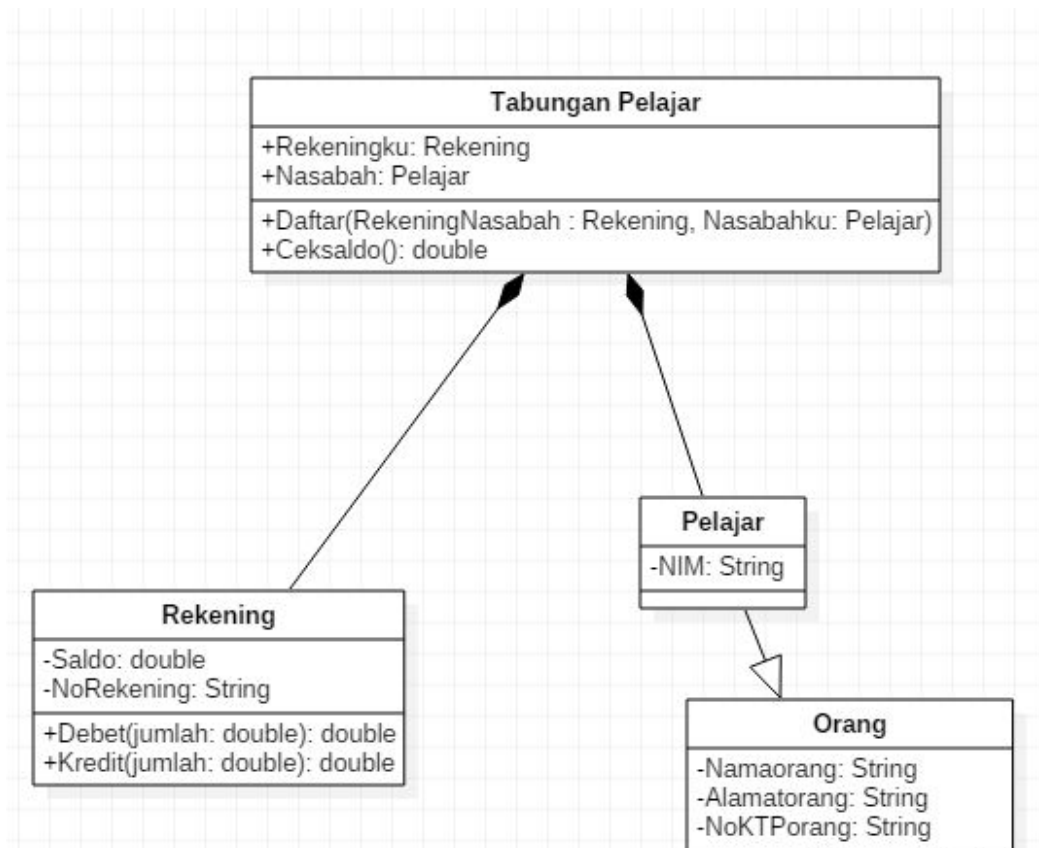 Tabungan Pelajar
+Rekeningku: Rekening
+Nasabah: Pelajar
+Daftar(RekeningNasabah : Rekening, Nasabahku: Pelajar)
+Ceksaldo(): double
Pelajar
-NIM: String
Rekening
-Saldo: double
-NoRekening: String
+Debet(jumlah: double): double
+Kredit(jumlah: double): double
Orang
-Namaorang: String
-Alamatorang: String
-NoKTPorang: String